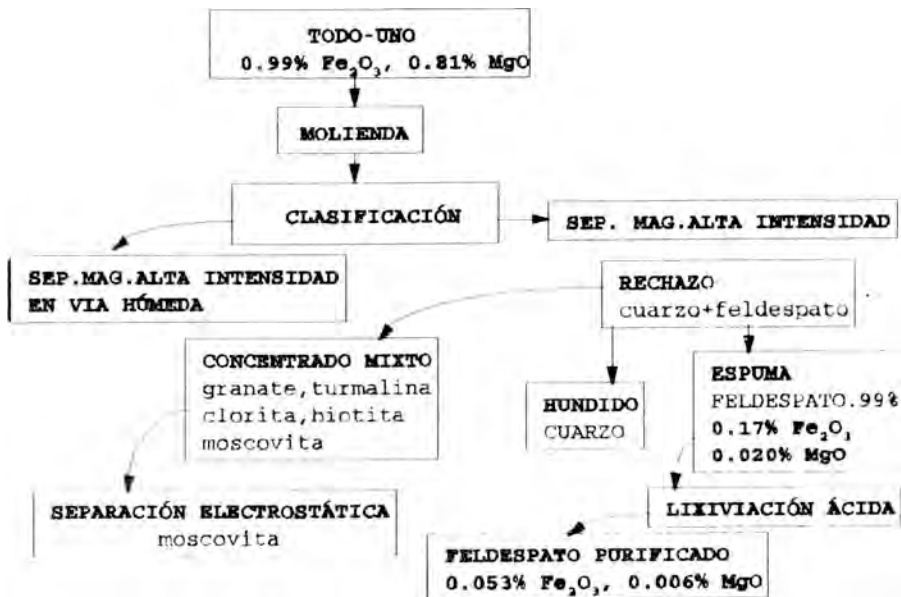 TODO-UNO
0.99% Fe₂O₃, 0.81% MgO
MOLIENDA
CLASIFICACIÓN
SEP. MAG.ALTA INTENSIDAD
SEP.MAG.ALTA INTENSIDAD
EN VIA HÚMEDA
RECHAZO
cuarzo+feldespato
CONCENTRADO MIXTO
granate,turmalina
clorita,biotita
moscovita
HUNDIDO
CUARZO
ESPUMA
FELDESPATO.99%
0.17% Fe₂O₃
0.020% MgO
SEPARACIÓN ELECTROSTÁTICA
moscovita
LIXIVIACIÓN ÁCIDA
FELDESPATO PURIFICADO
0.053% Fe₂O₃, 0.006% MgO